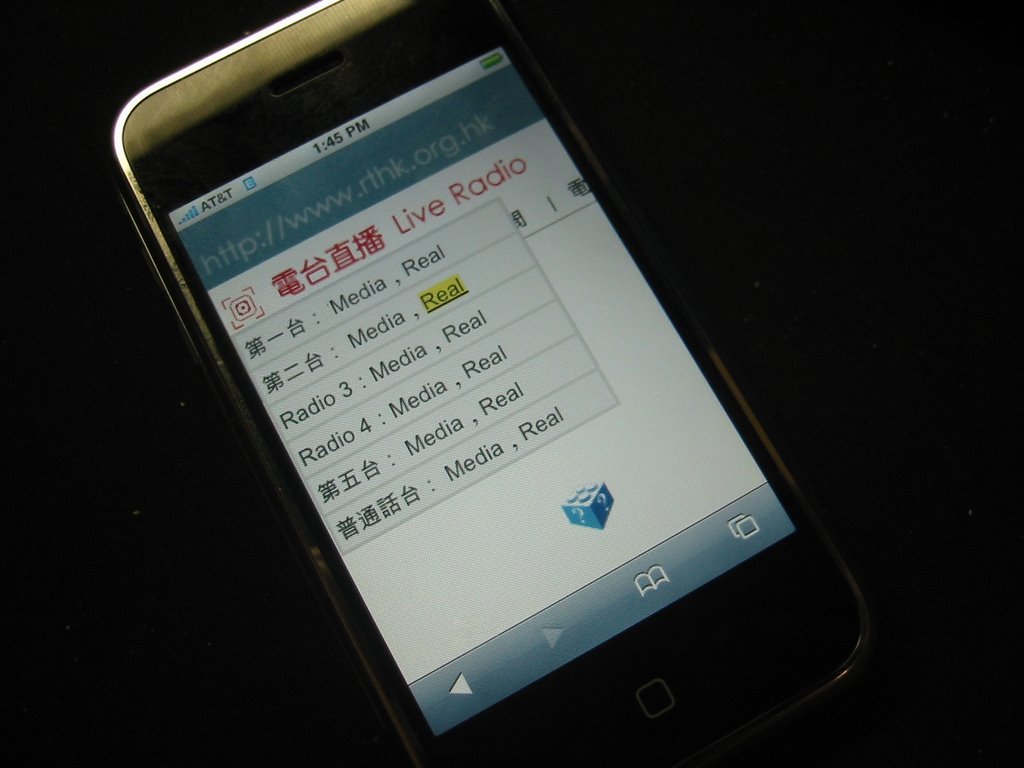 AT&T E 1:45 PM
http://www.rthk.org.hk
電台直播 Live Radio
| 電
第一台 : Media , Real
第二台 : Media , Real
Radio 3 : Media , Real
Radio 4 : Media , Real
第五台 : Media , Real
普通話台 : Media , Real
? ?